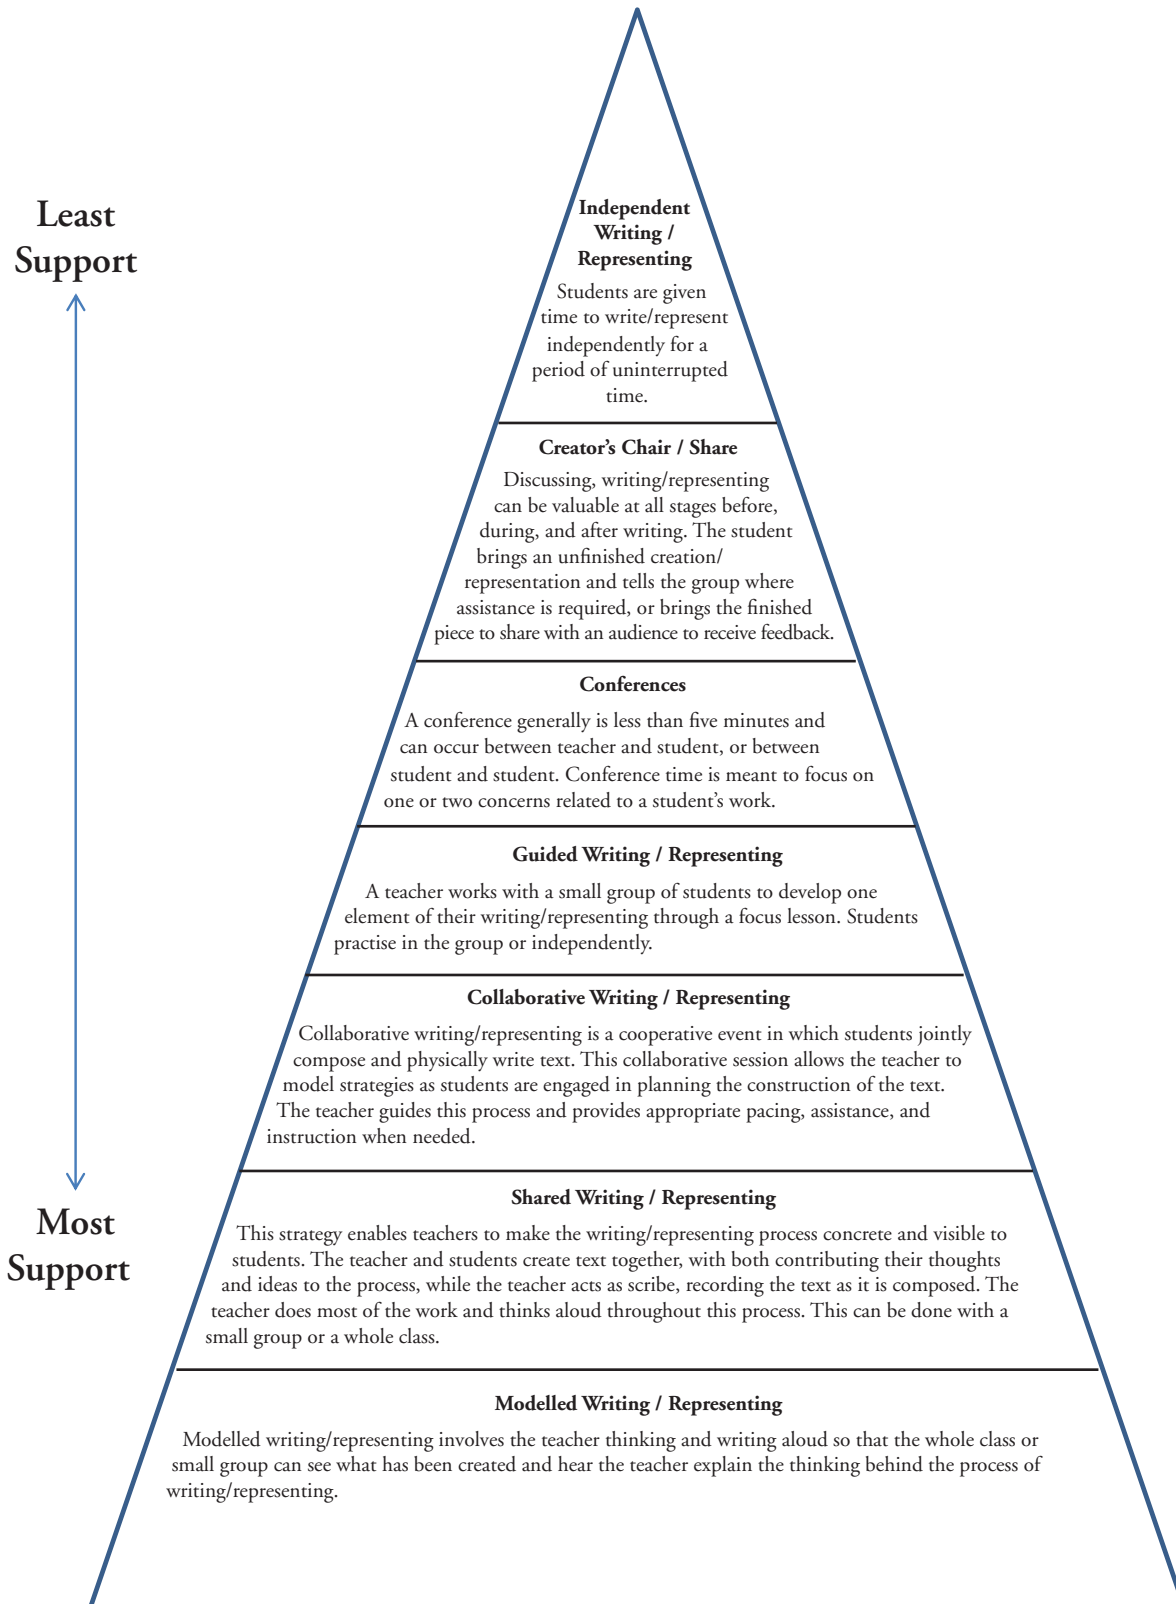 Least
Support
Most
Support
Independent
Writing /
Representing
Students are given
time to write/represent
independently for a
period of uninterrupted
time.
Creator’s Chair / Share
Discussing, writing/representing
can be valuable at all stages before,
during, and after writing. The student
brings an unfinished creation/
representation and tells the group where
assistance is required, or brings the finished
piece to share with an audience to receive feedback.
Conferences
A conference generally is less than five minutes and
can occur between teacher and student, or between
student and student. Conference time is meant to focus on
one or two concerns related to a student’s work.
Guided Writing / Representing
A teacher works with a small group of students to develop one
element of their writing/representing through a focus lesson. Students
practise in the group or independently.
Collaborative Writing / Representing
Collaborative writing/representing is a cooperative event in which students jointly
compose and physically write text. This collaborative session allows the teacher to
model strategies as students are engaged in planning the construction of the text.
The teacher guides this process and provides appropriate pacing, assistance, and
instruction when needed.
Shared Writing / Representing
This strategy enables teachers to make the writing/representing process concrete and visible to
students. The teacher and students create text together, with both contributing their thoughts
and ideas to the process, while the teacher acts as scribe, recording the text as it is composed. The
teacher does most of the work and thinks aloud throughout this process. This can be done with a
small group or a whole class.
Modelled Writing / Representing
Modelled writing/representing involves the teacher thinking and writing aloud so that the whole class or
small group can see what has been created and hear the teacher explain the thinking behind the process of
writing/representing.